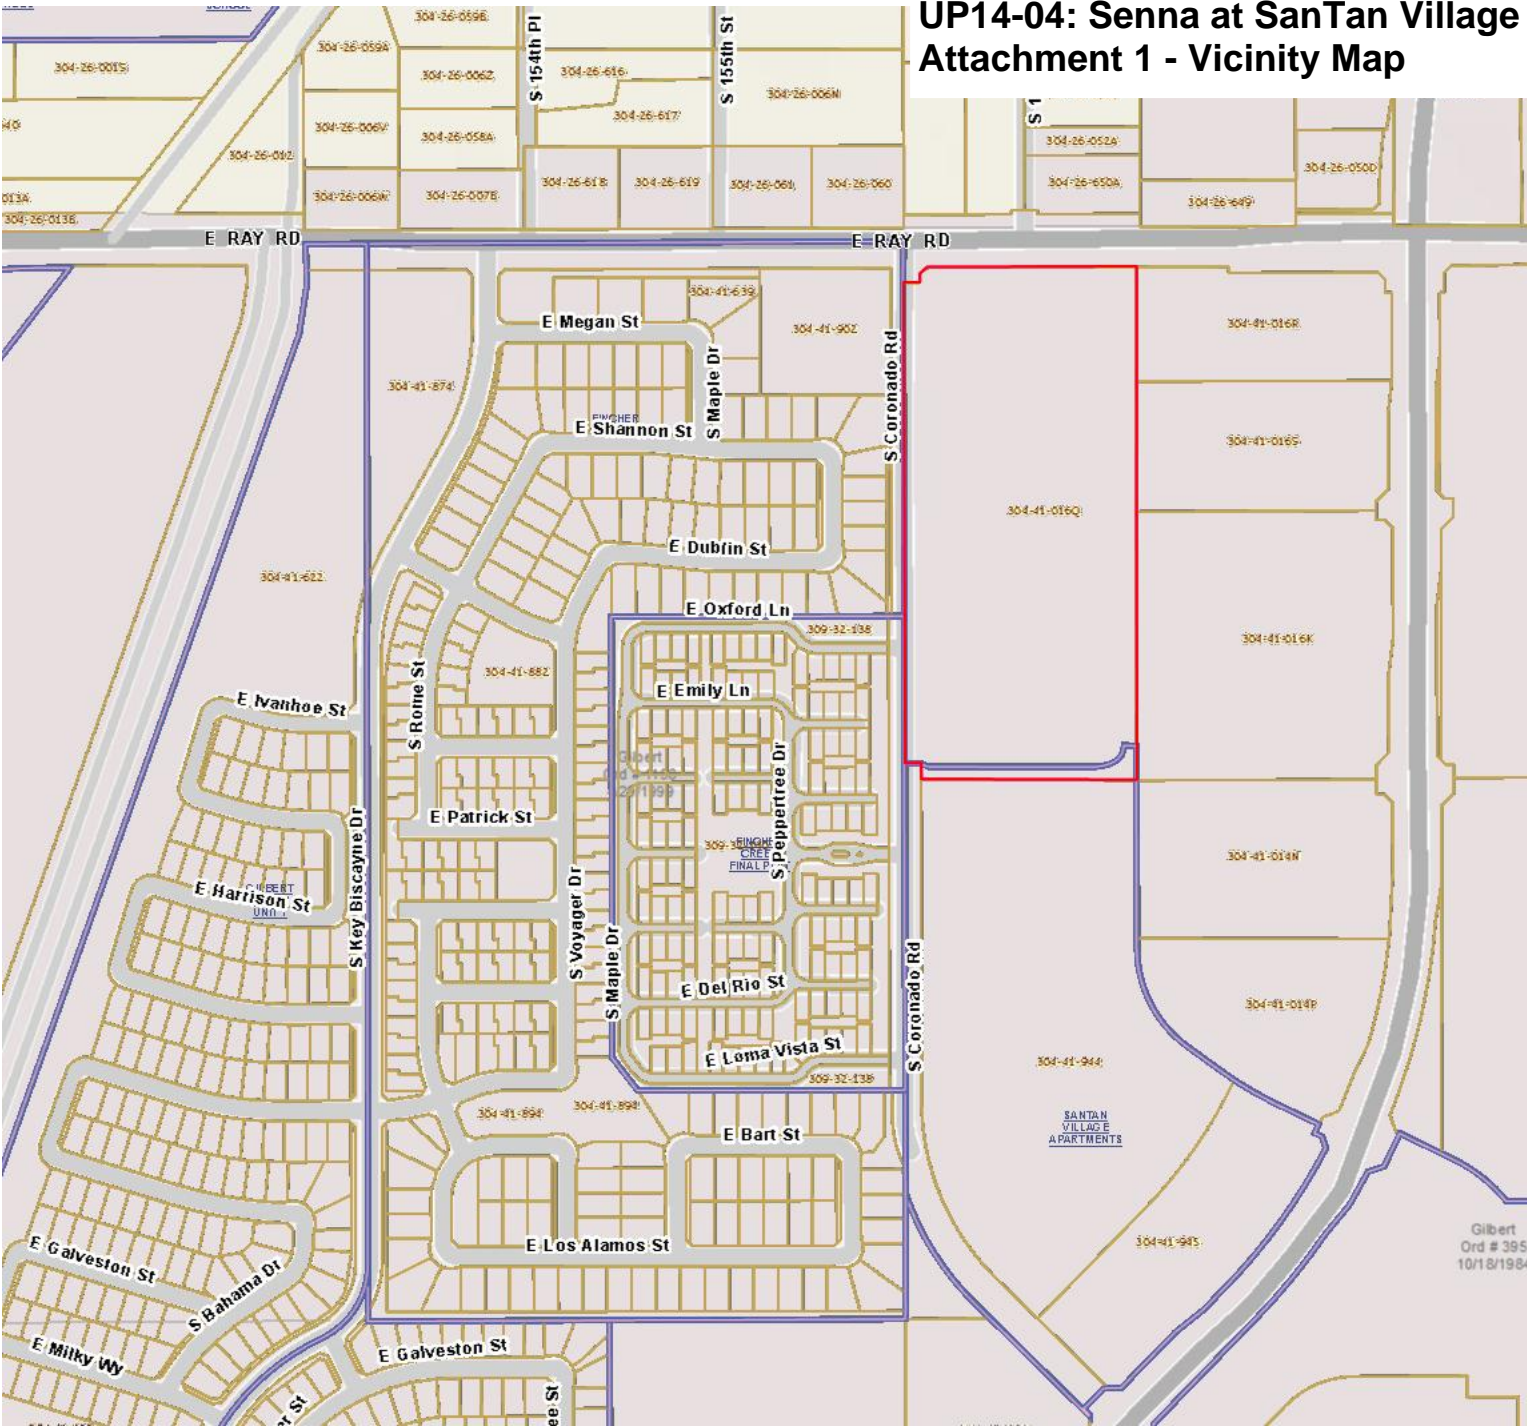 UP14-04: Senna at SanTan Village
Attachment 1 - Vicinity Map
SCHOOL
304-26-059B
304-26-059A
304-26-001S
304-26-006Z
S 154th Pl
304-26-616
S 155th St
304-26-006N
304-26-617
304-26-006V
304-26-058A
304-26-012
304-26-052A
304-26-050D
304-26-618
304-26-619
304-26-061
304-26-060
304-26-650A
013A
304-26-006W
304-26-007B
304-26-649
304-26-013B
E RAY RD
E RAY RD
304-41-639
E Megan St
304-41-902
304-41-016R
S Coronado Rd
S Maple Dr
304-41-874
FINCHER
E Shannon St
304-41-016S
304-41-016Q
E Dublin St
304-41-622
E Oxford Ln
309-32-138
304-41-016K
304-41-882
S Rome St
E Emily Ln
E Ivanhoe St
Gilbert
S Peppertree Dr
E Patrick St
S Key Biscayne Dr
FINAL
304-41-014N
E Harrison St
GILBERT
UNIT
S Voyager Dr
S Maple Dr
E Del Rio St
S Coronado Rd
304-41-014P
E Loma Vista St
304-41-944
309-32-138
304-41-894
304-41-894
SANTAN
VILLAGE
APARTMENTS
E Bart St
E Los Alamos St
304-41-945
Gilbert
Ord # 395
10/18/1984
E Galveston St
S Bahama Dr
E Milky Wy
E Galveston St